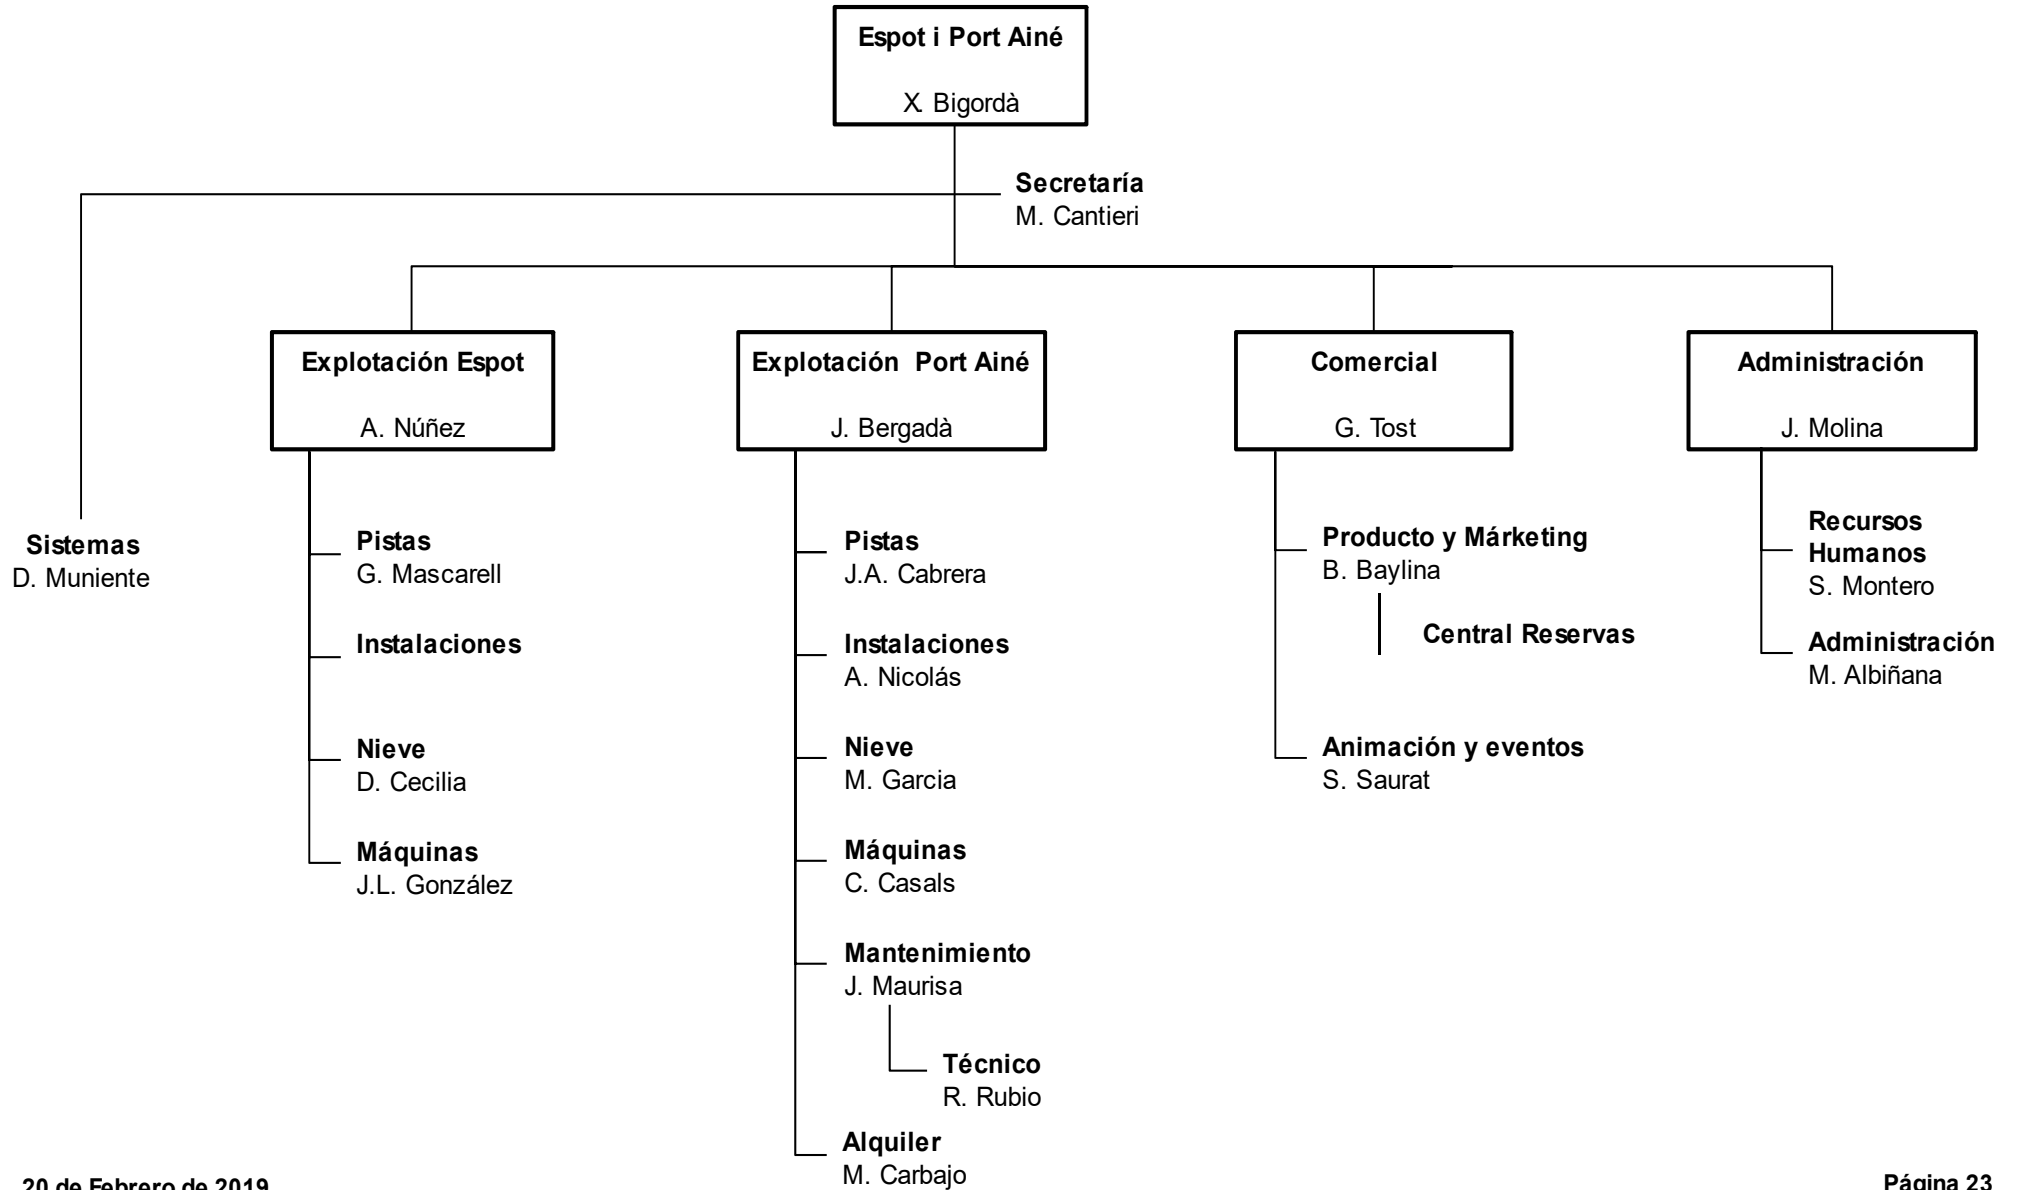 Espot i Port Ainé
X. Bigordà
Secretaría
M. Cantieri
Explotación Espot
A. Núñez
Explotación Port Ainé
J. Bergadà
Comercial
G. Tost
Administración
J. Molina
Sistemas
D. Muniente
Pistas
G. Mascarell
Instalaciones
Nieve
D. Cecilia
Máquinas
J.L. González
Pistas
J.A. Cabrera
Instalaciones
A. Nicolás
Nieve
M. Garcia
Máquinas
C. Casals
Mantenimiento
J. Maurisa
Técnico
R. Rubio
Alquiler
M. Carbajo
Producto y Márketing
B. Baylina
Central Reservas
Animación y eventos
S. Saurat
Recursos
Humanos
S. Montero
Administración
M. Albiñana
20 de Febrero de 2019
Página 23